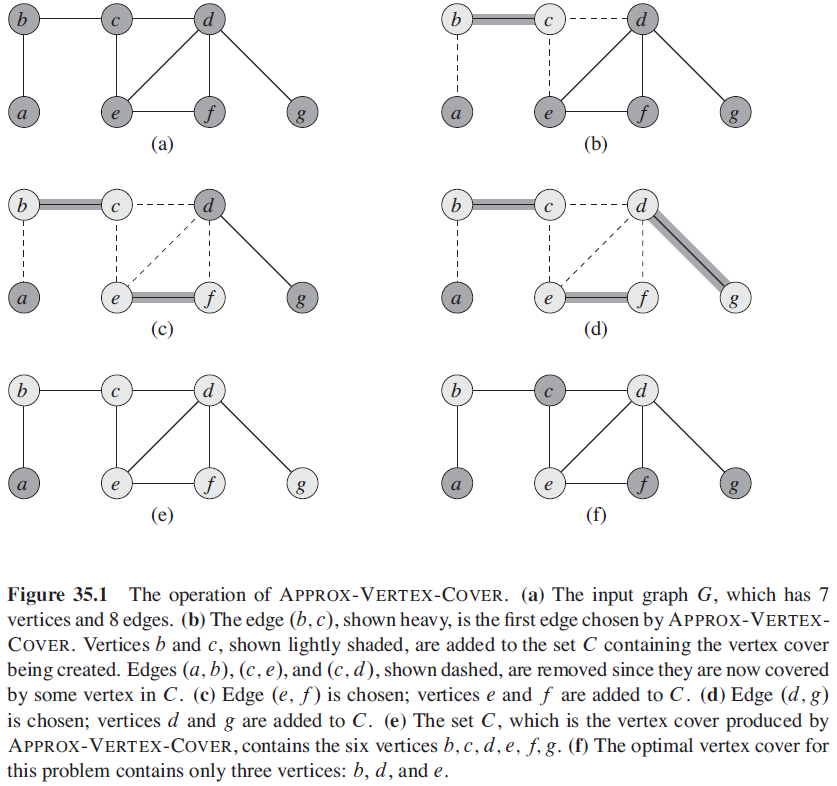 b c d b c d
a e f g a e f g
(a) (b)
b c d b c d
a e f g a e f g
(c) (d)
b c d b c d
a e f g a e f g
(e) (f)
Figure 35.1 The operation of APPROX-VERTEX-COVER. (a) The input graph G, which has 7
vertices and 8 edges. (b) The edge (b, c), shown heavy, is the first edge chosen by APPROX-VERTEX-
COVER. Vertices b and c, shown lightly shaded, are added to the set C containing the vertex cover
being created. Edges (a, b), (c, e), and (c, d), shown dashed, are removed since they are now covered
by some vertex in C. (c) Edge (e, f) is chosen; vertices e and f are added to C. (d) Edge (d, g)
is chosen; vertices d and g are added to C. (e) The set C, which is the vertex cover produced by
APPROX-VERTEX-COVER, contains the six vertices b, c, d, e, f, g. (f) The optimal vertex cover for
this problem contains only three vertices: b, d, and e.